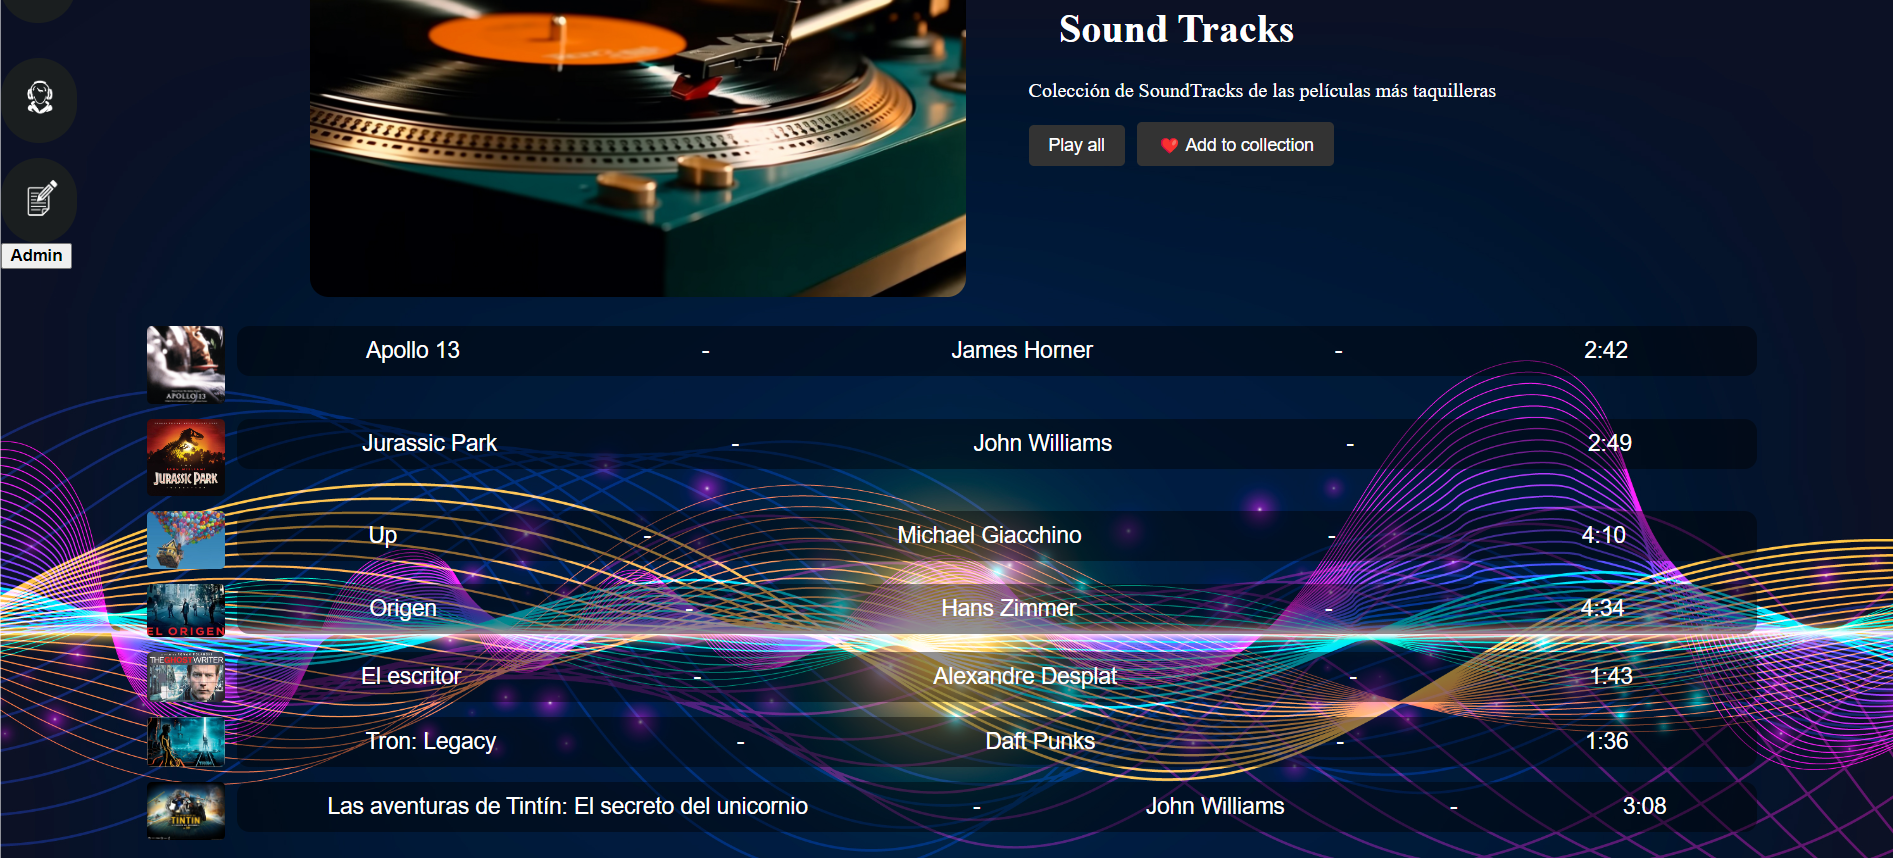 Sound Tracks
Colección de SoundTracks de las películas más taquilleras
Play all
Add to collection
Admin
APOLLO 13
Apollo 13 - James Horner - 2:42
JURASSIC PARK
Jurassic Park - John Williams - 2:49
Up - Michael Giacchino - 4:10
EL ORIGEN
Origen - Hans Zimmer - 4:34
THE GHOST WRITER
El escritor - Alexandre Desplat - 1:43
Tron: Legacy - Daft Punks - 1:36
TINTIN
Las aventuras de Tintín: El secreto del unicornio - John Williams - 3:08